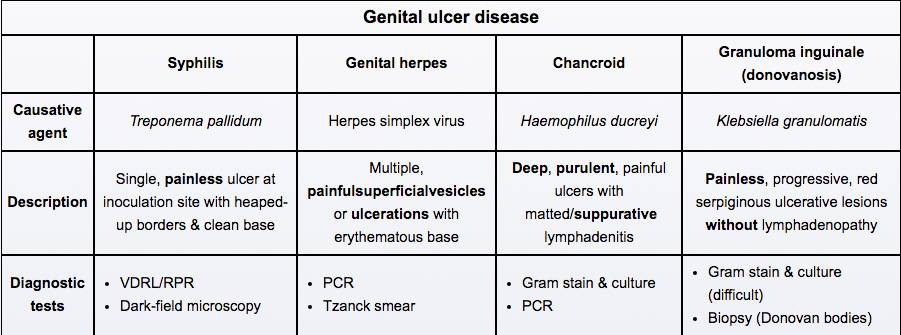 Genital ulcer disease
Syphilis
Genital herpes
Chancroid
Granuloma inguinale
(donovanosis)
Causative
agent
Treponema pallidum
Herpes simplex virus
Haemophilus ducreyi
Klebsiella granulomatis
Description
Single, painless ulcer at
inoculation site with heaped-
up borders & clean base
Multiple,
painfulsuperficialvesicles
or ulcerations with
erythematous base
Deep, purulent, painful
ulcers with
matted/suppurative
lymphadenitis
Painless, progressive, red
serpiginous ulcerative lesions
without lymphadenopathy
Diagnostic
tests
• VDRL/RPR
• Dark-field microscopy
• PCR
• Tzanck smear
• Gram stain & culture
• PCR
• Gram stain & culture
(difficult)
• Biopsy (Donovan bodies)